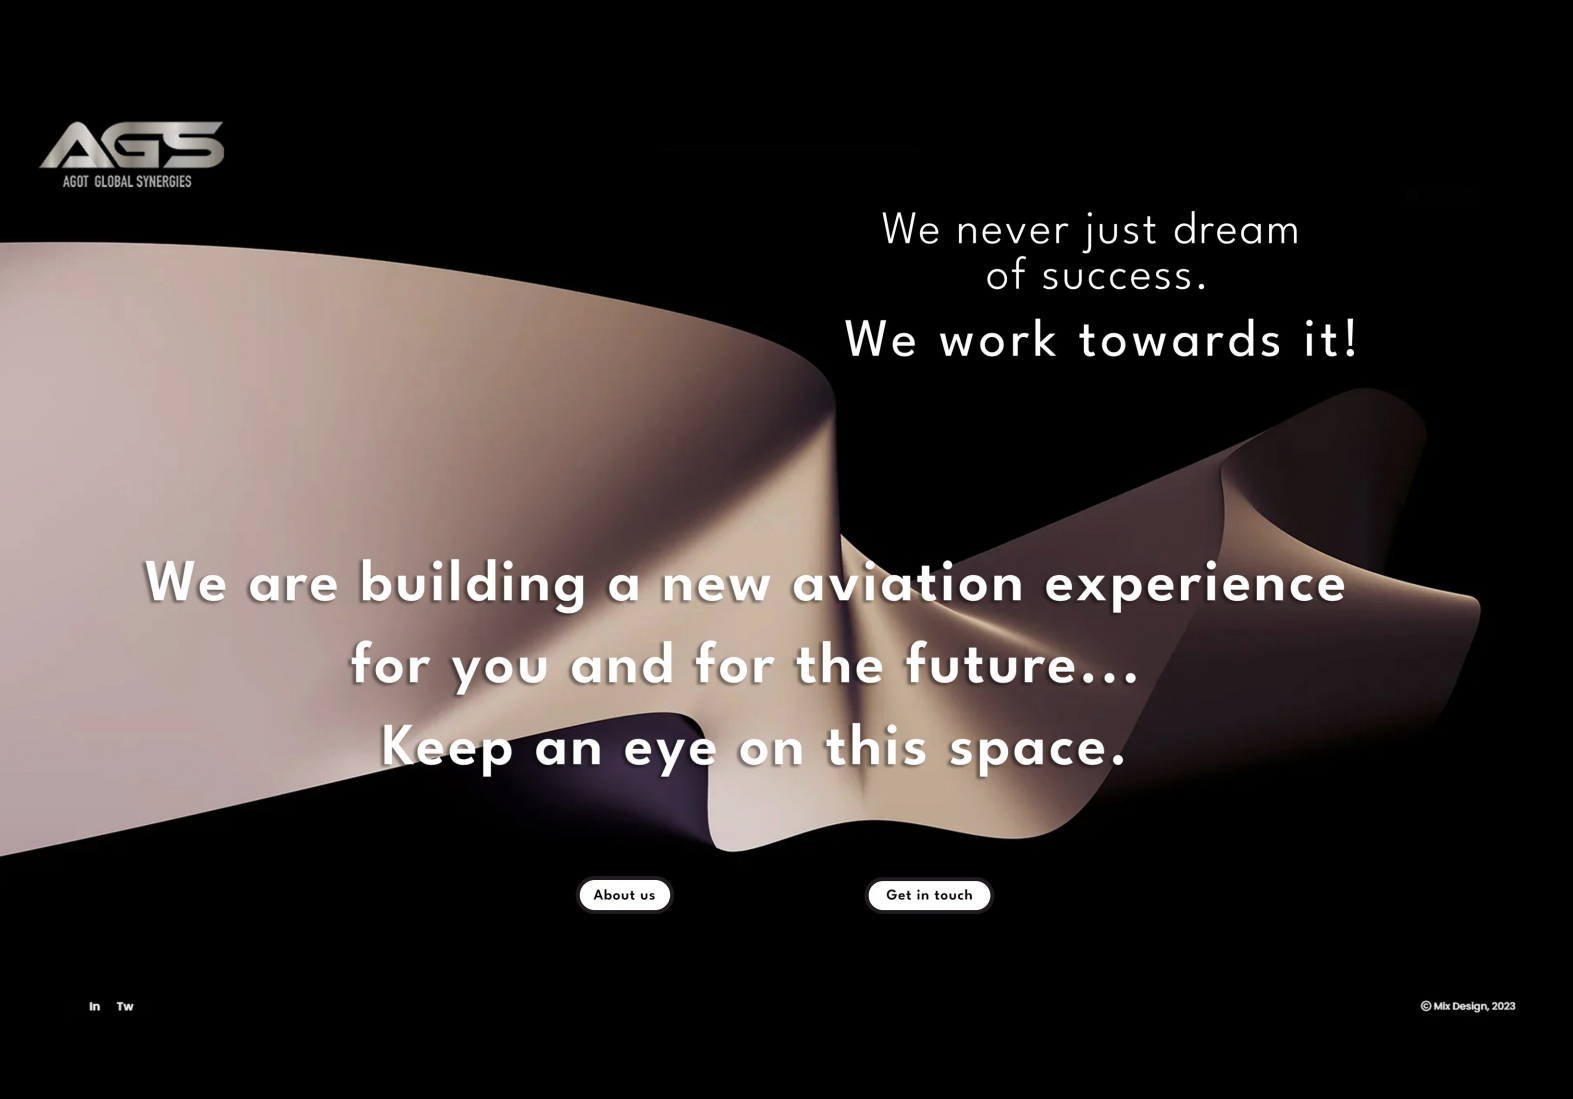 AGS
AGOT GLOBAL SYNERGIES
We never just dream
of success.
We work towards it!
We are building a new aviation experience
for you and for the future...
Keep an eye on this space.
About us
Get in touch
In Tw
© Mix Design, 2023